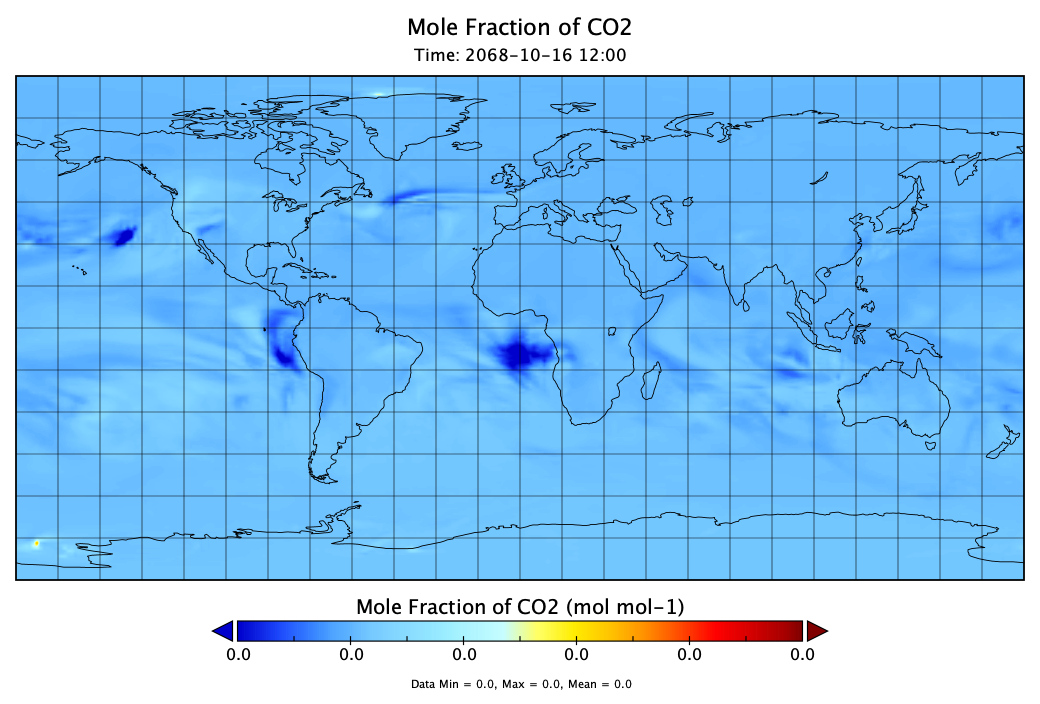 Mole Fraction of CO2
Time: 2068-10-16 12:00
Mole Fraction of CO2 (mol mol-1)
0.0 0.0 0.0 0.0 0.0 0.0
Data Min = 0.0, Max = 0.0, Mean = 0.0